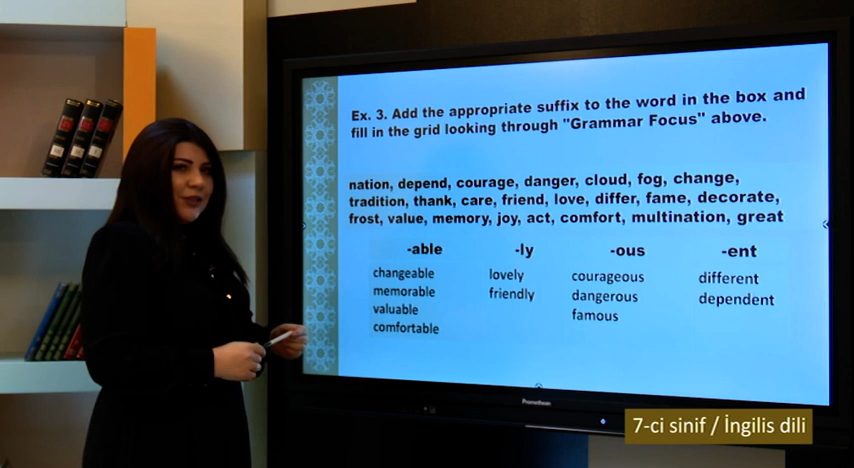 Ex. 3. Add the appropriate suffix to the word in the box and
fill in the grid looking through "Grammar Focus" above.
nation, depend, courage, danger, cloud, fog, change,
tradition, thank, care, friend, love, differ, fame, decorate,
frost, value, memory, joy, act, comfort, multination, great
-able -ly -ous -ent
changeable lovely courageous different
memorable friendly dangerous dependent
valuable famous
comfortable
Promethean
7-ci sinif / İngilis dili